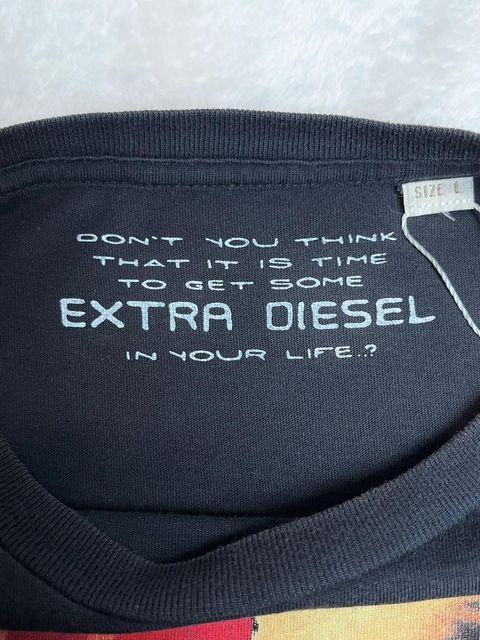 SIZE L
DON'T YOU THINK
THAT IT IS TIME
TO GET SOME
EXTRA DIESEL
IN YOUR LIFE..?